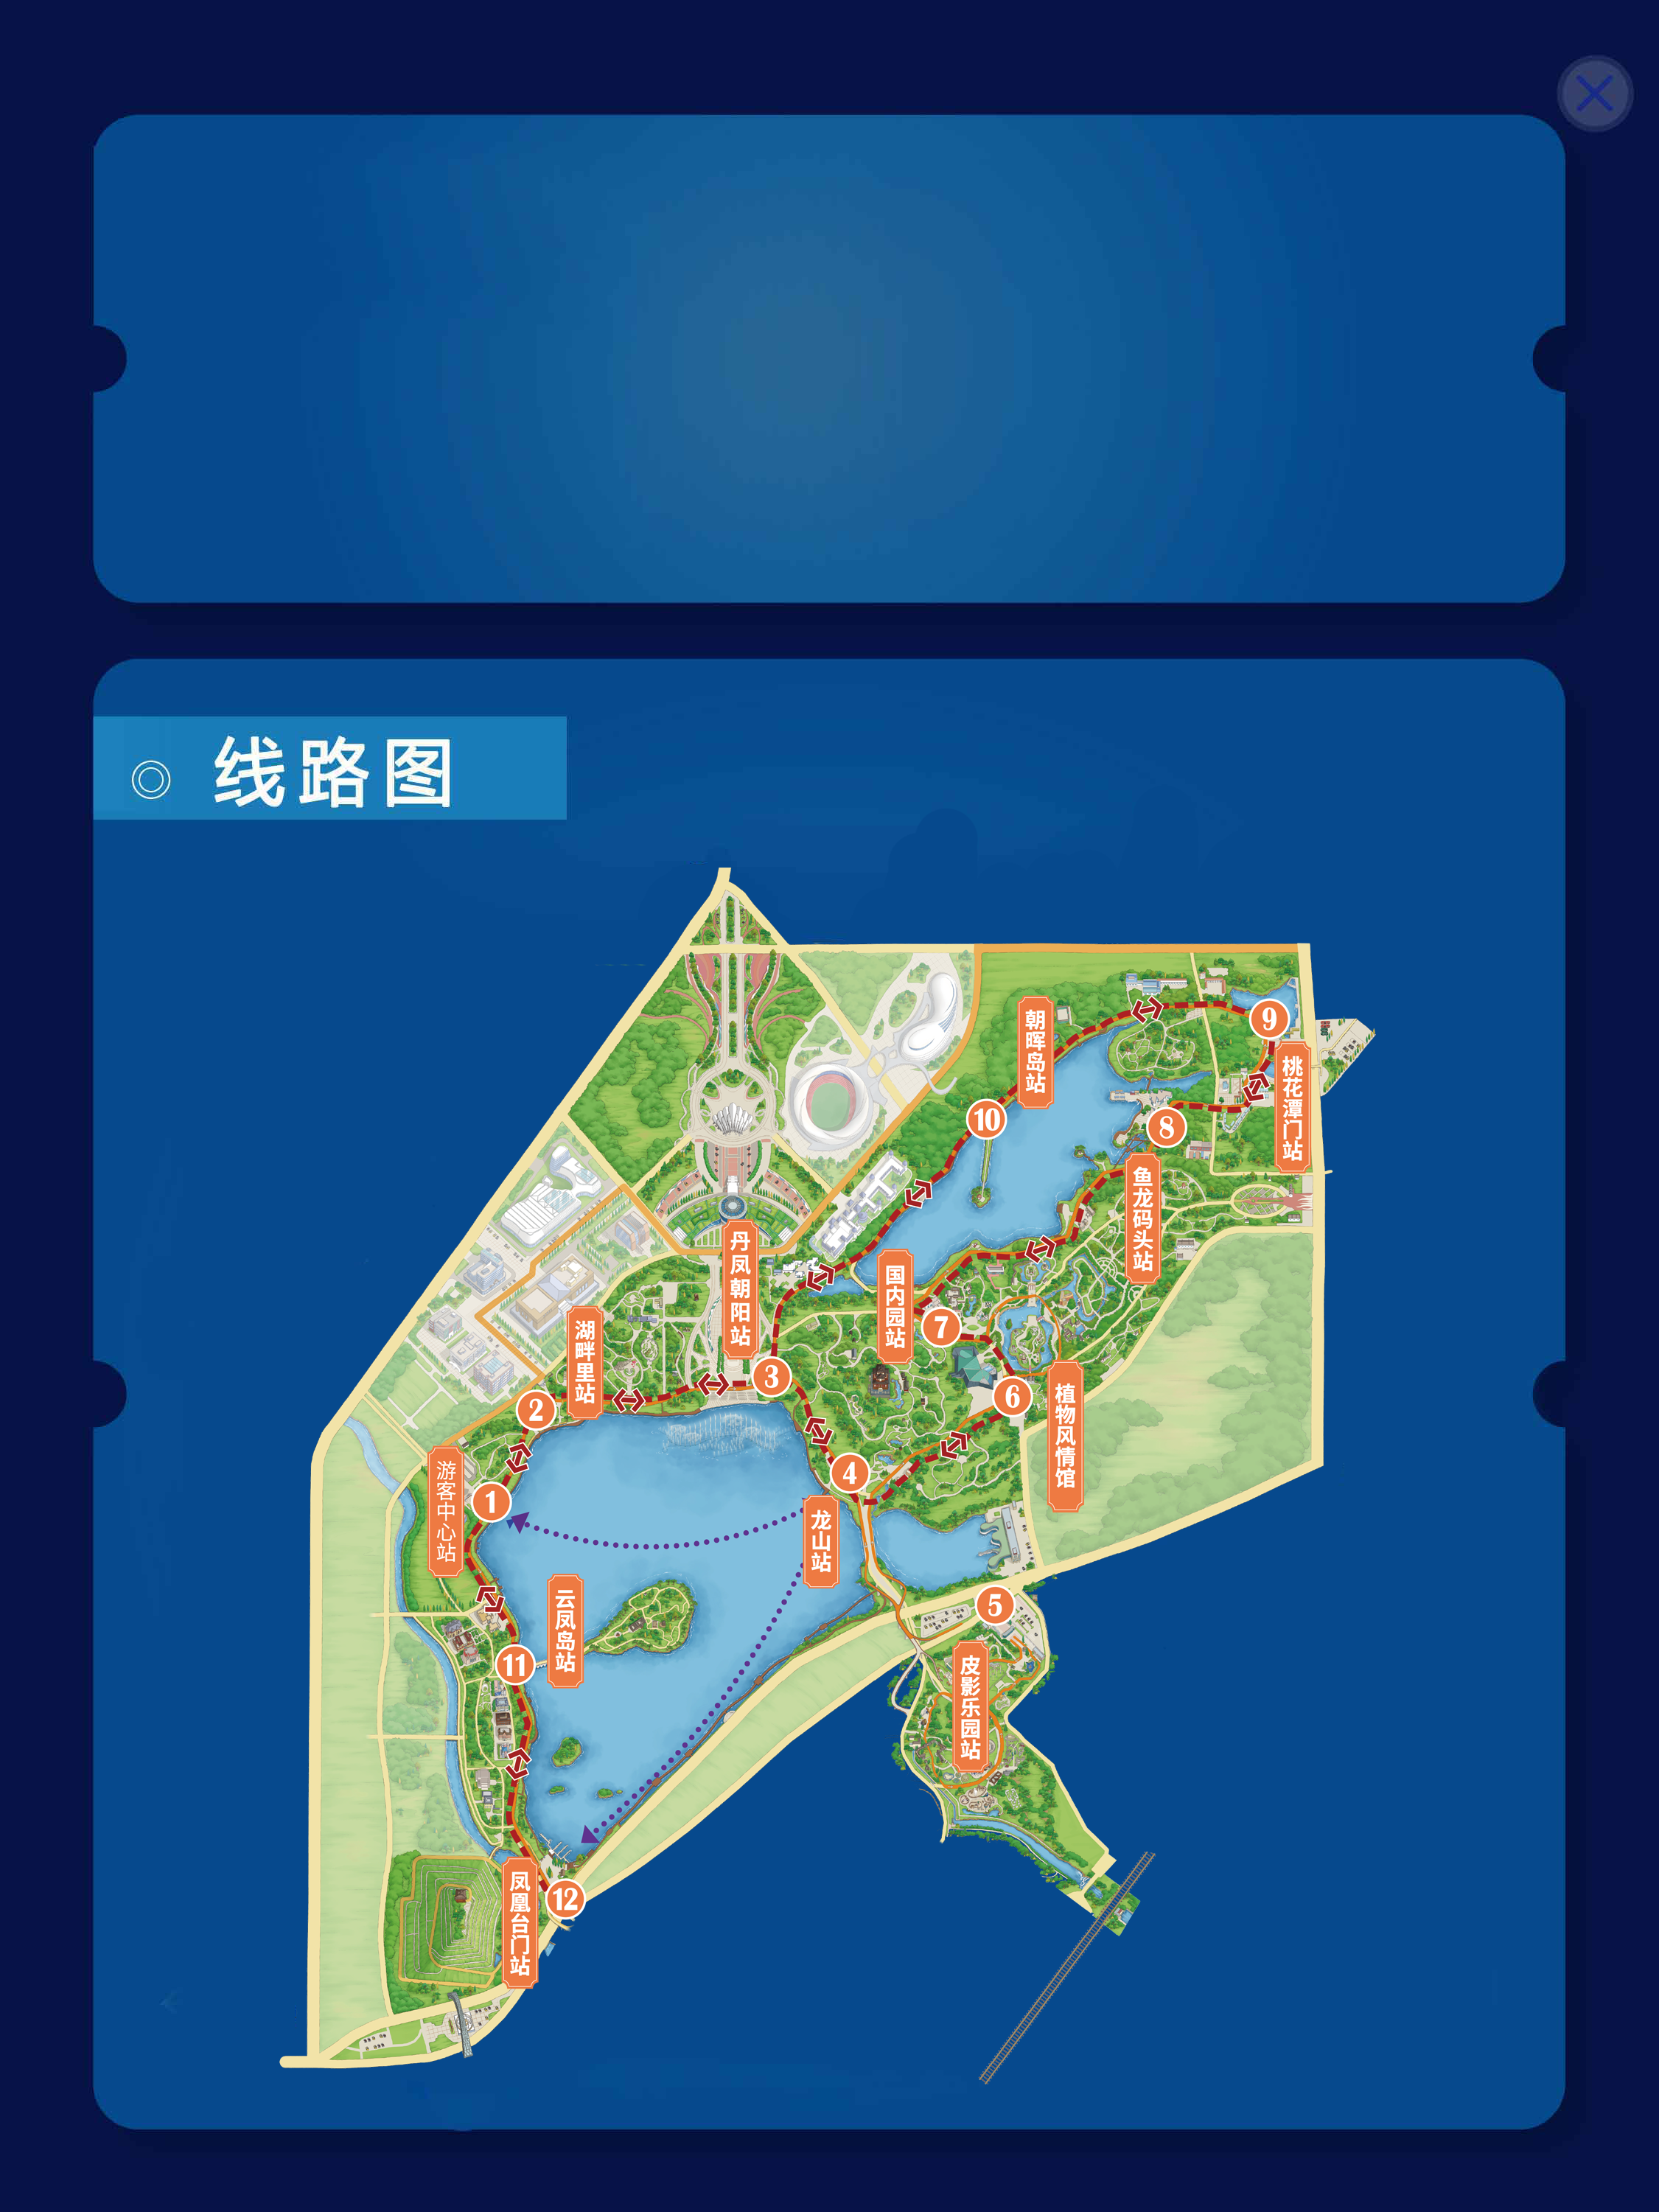 线路图
9
朝晖岛站
桃花潭门站
10
8
鱼龙码头站
丹凤朝阳站
国内园站
湖畔里站
7
3
6
植物风情馆
2
游客中心站
4
1
龙山站
云凤岛站
5
11
皮影乐园站
凤凰台门站
12